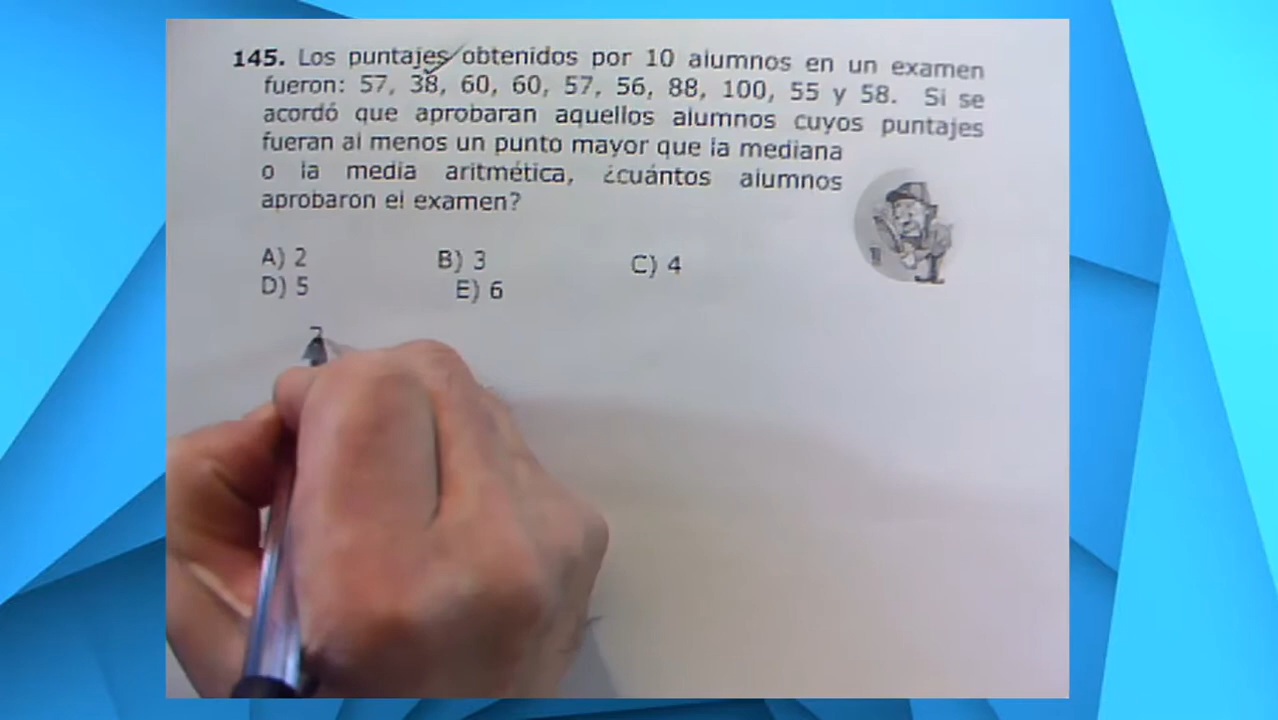 145. Los puntajes obtenidos por 10 alumnos en un examen
fueron: 57, 38, 60, 60, 57, 56, 88, 100, 55 y 58. Si se
acordó que aprobaran aquellos alumnos cuyos puntajes
fueran al menos un punto mayor que la mediana
o la media aritmética, ¿cuántos alumnos
aprobaron el examen?
A) 2 B) 3 C) 4
D) 5 E) 6